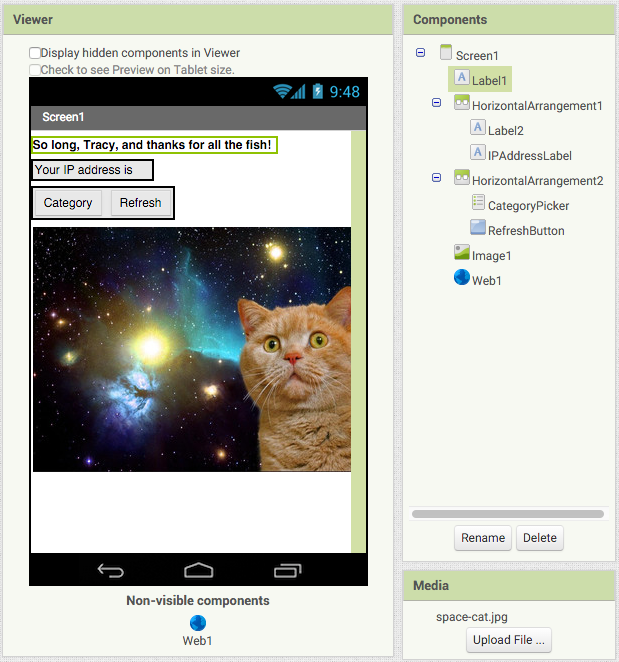 Viewer
Display hidden components in Viewer
Check to see Preview on Tablet size.
9:48
Screen1
So long, Tracy, and thanks for all the fish!
Your IP address is
Category Refresh
Non-visible components
Web1
Components
Screen1
A Label1
HorizontalArrangement1
A Label2
A IPAddressLabel
HorizontalArrangement2
CategoryPicker
RefreshButton
Image1
Web1
Rename Delete
Media
space-cat.jpg
Upload File ...